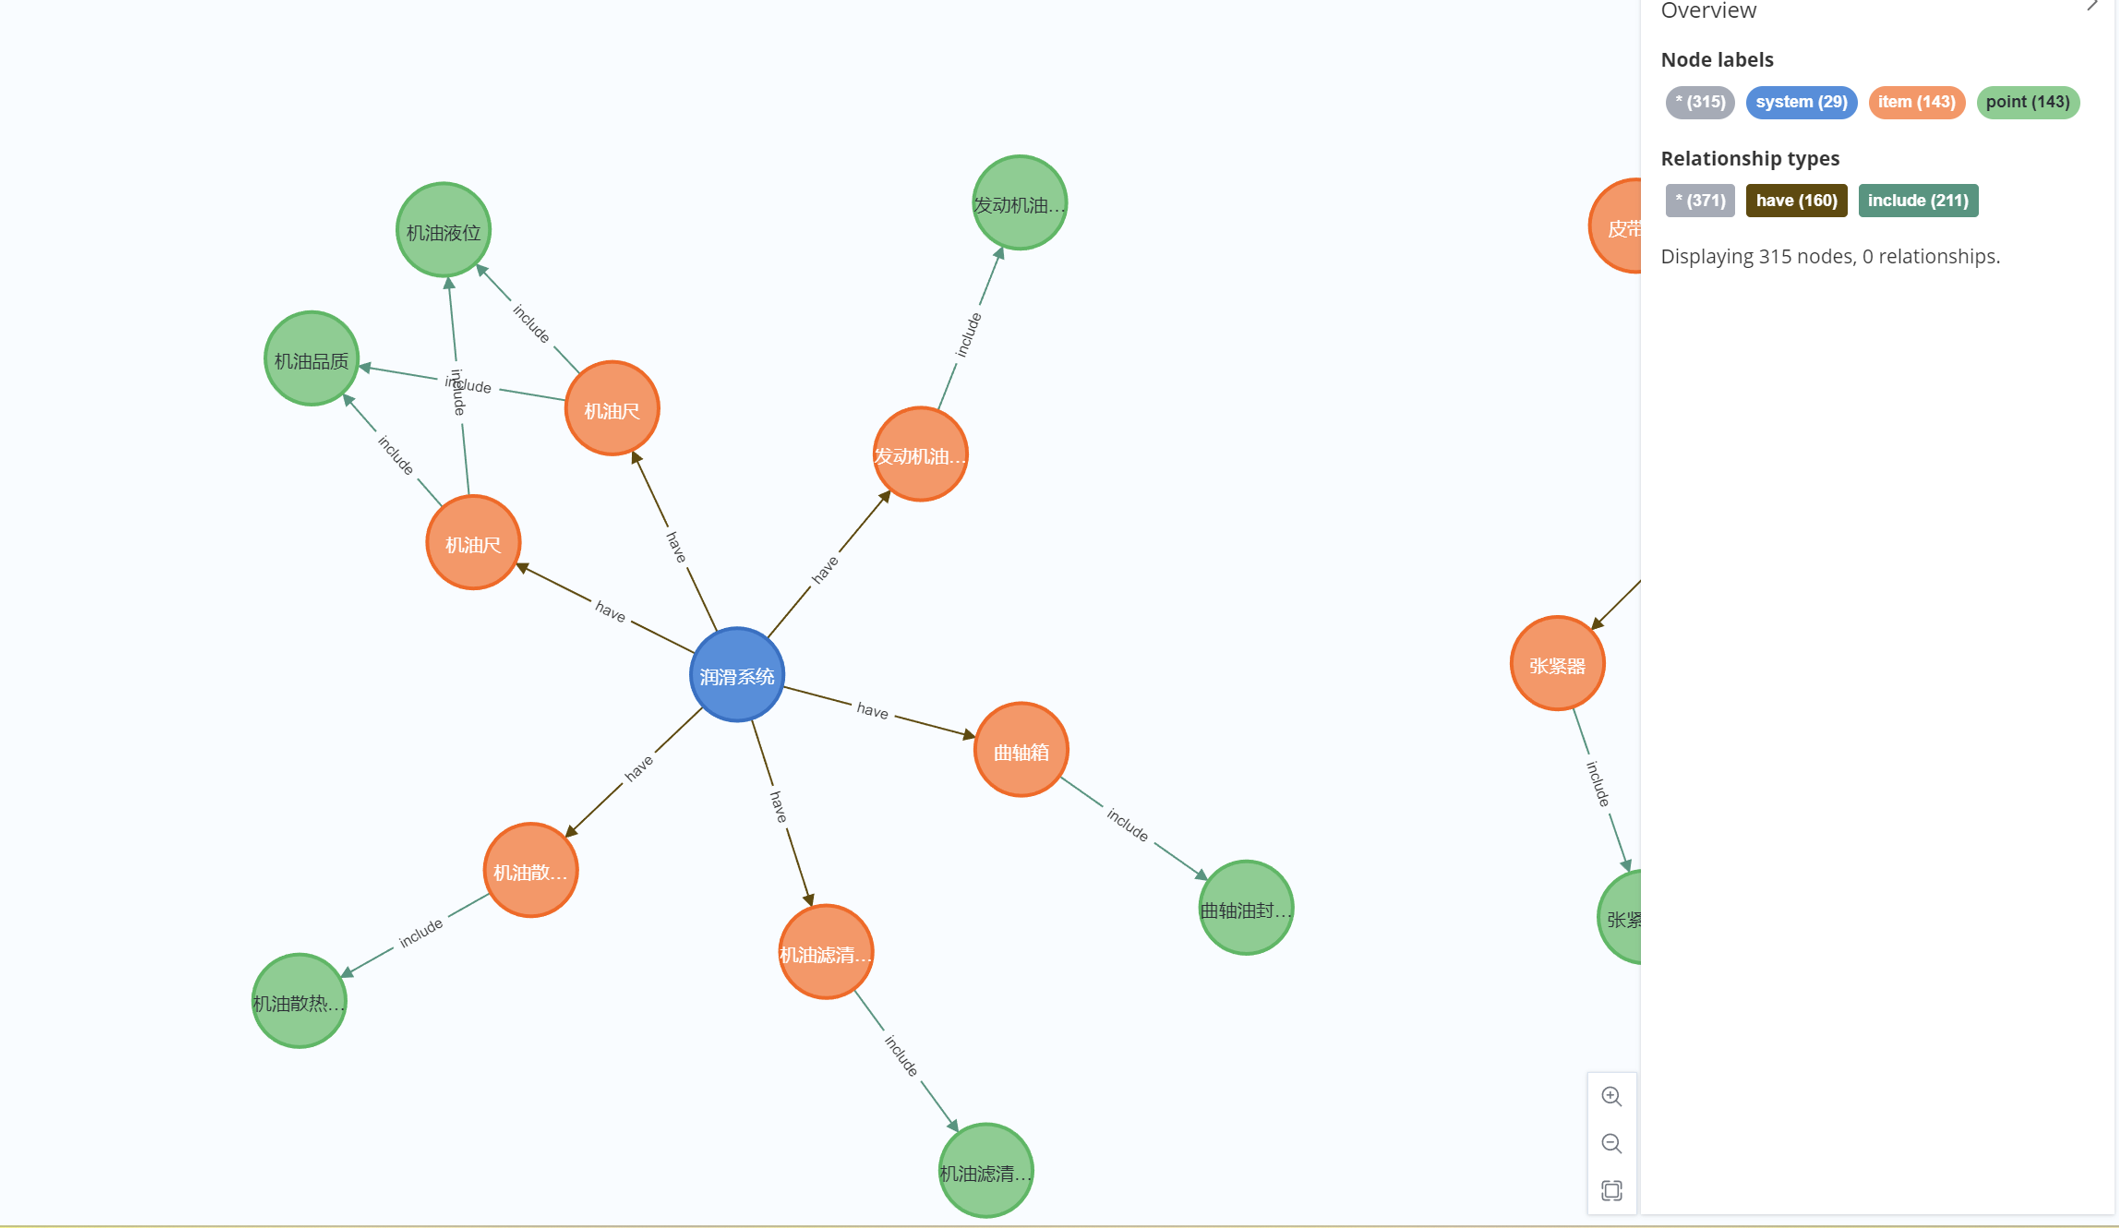 Overview
Node labels
* (315) system (29) item (143) point (143)
Relationship types
* (371) have (160) include (211)
Displaying 315 nodes, 0 relationships.
发动机油...
机油液位
皮带
include
include
机油品质
include
include
机油尺
include
发动机油...
机油尺
have
have
have
张紧器
润滑系统
have
曲轴箱
have
have
include
include
机油散...
曲轴油封...
张紧
include
机油滤清...
机油散热...
include
机油滤清...